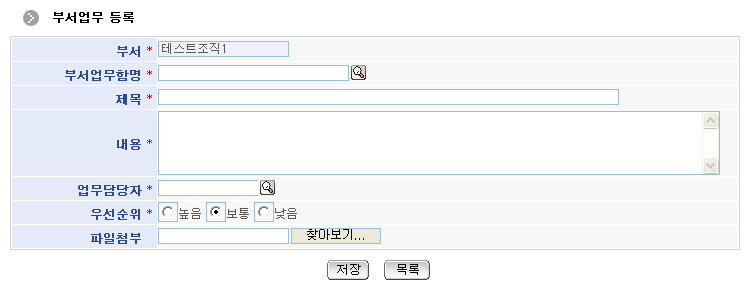 부서업무 등록
부서 * 테스트조직1
부서업무함명 *
제목 *
내용 *
업무담당자 *
우선순위 * 높음 보통 낮음
파일첨부 찾아보기...
저장 목록